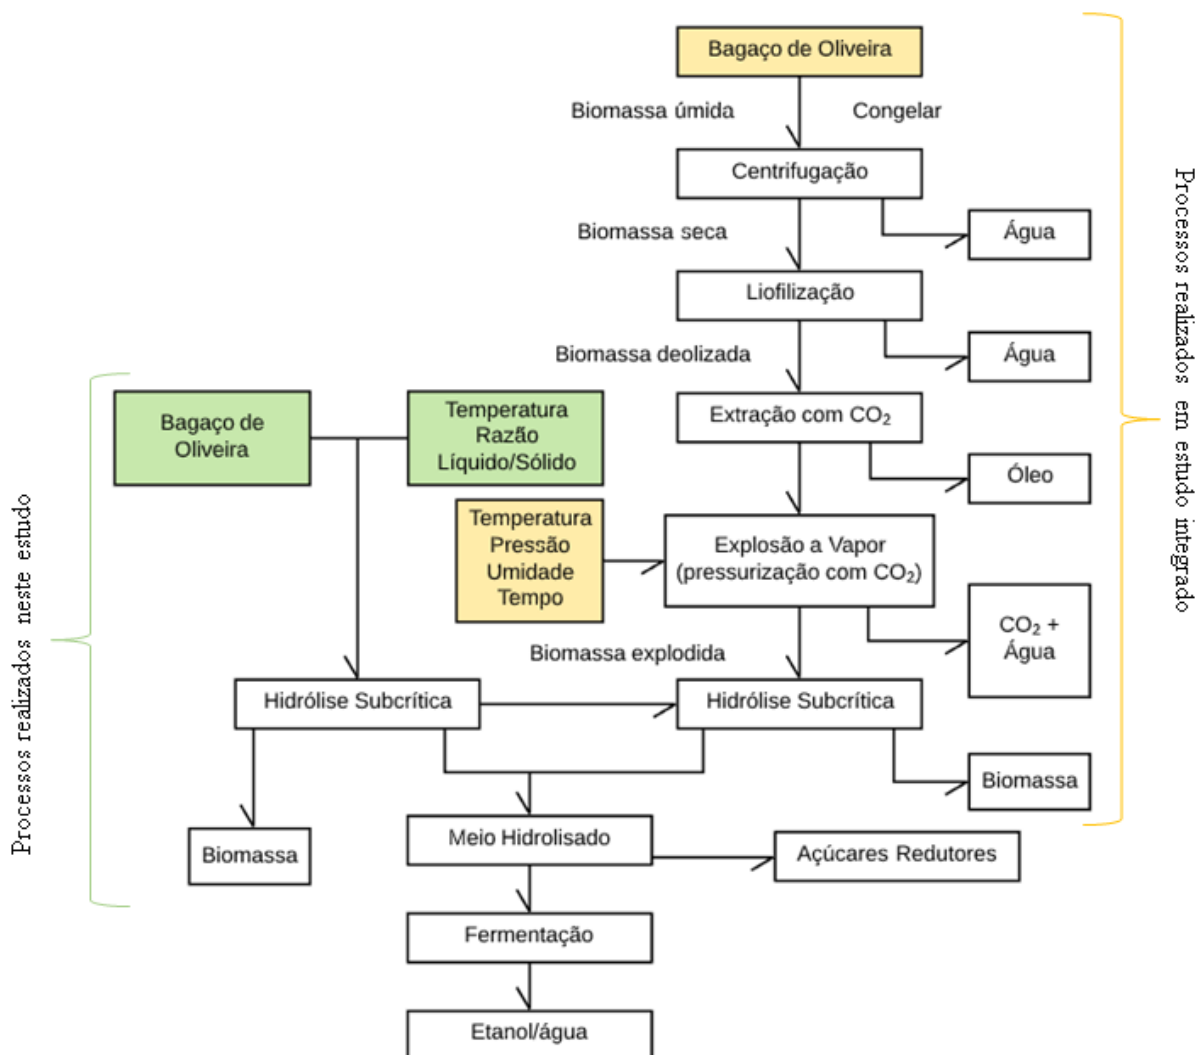 Bagaço de Oliveira
Biomassa úmida
Congelar
Centrifugação
Biomassa seca
Água
Liofilização
Biomassa deolizada
Água
Extração com CO₂
Óleo
Bagaço de
Oliveira
Temperatura
Razão
Líquido/Sólido
Temperatura
Pressão
Umidade
Tempo
Explosão a Vapor
(pressurização com CO₂)
CO₂ +
Água
Biomassa explodida
Hidrólise Subcrítica
Hidrólise Subcrítica
Biomassa
Biomassa
Meio Hidrolisado
Açúcares Redutores
Fermentação
Etanol/água
Processos realizados neste estudo
Processos realizados em estudo integrado